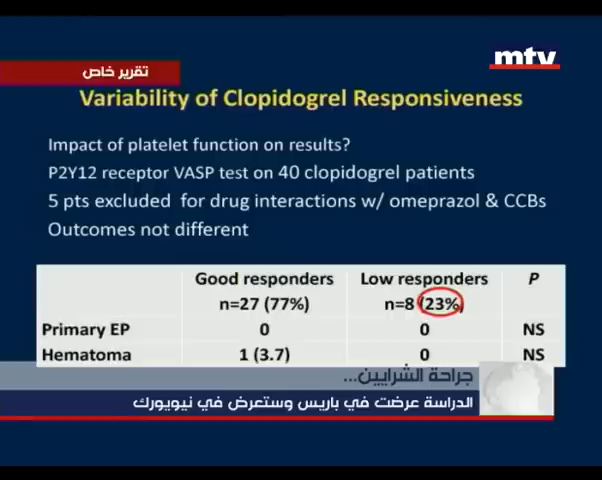 mtv
تقرير خاص
Variability of Clopidogrel Responsiveness
Impact of platelet function on results?
P2Y12 receptor VASP test on 40 clopidogrel patients
5 pts excluded for drug interactions w/ omeprazol & CCBs
Outcomes not different
Good responders Low responders P
n=27 (77%) n=8 (23%)
Primary EP 0 0 NS
Hematoma 1 (3.7) 0 NS
جراحة الشرايين...
الدراسة عرضت في باريس وستعرض في نيويورك